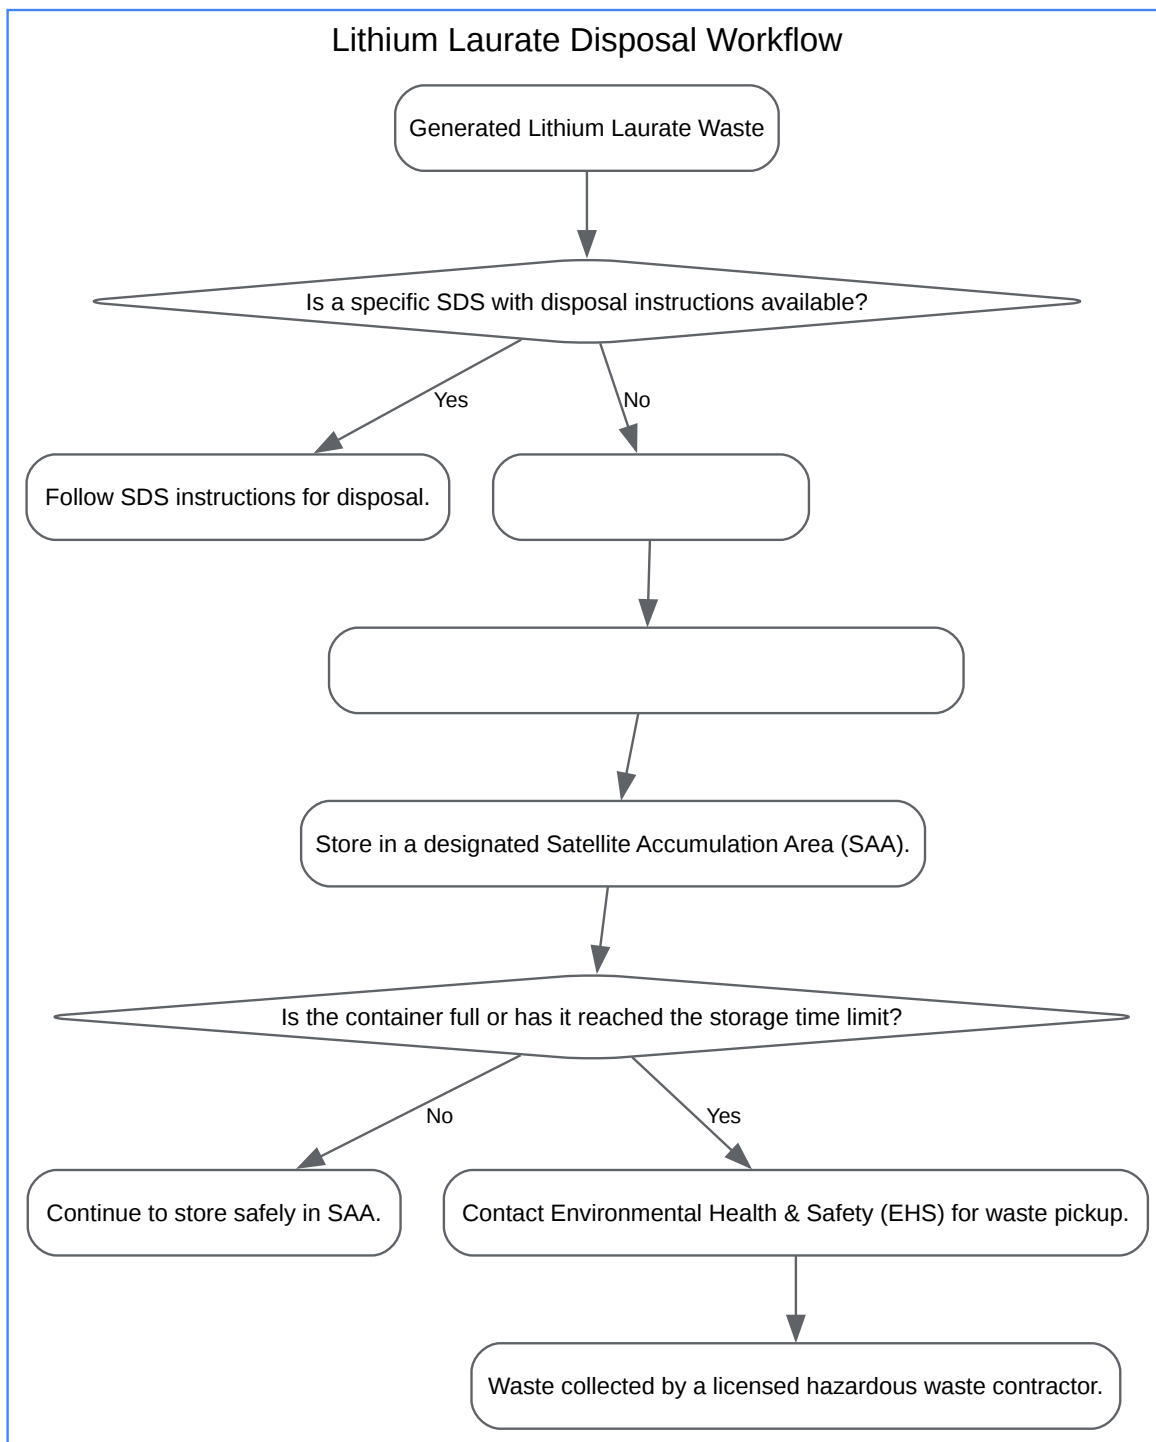 Lithium Laurate Disposal Workflow
Generated Lithium Laurate Waste
Is a specific SDS with disposal instructions available?
Yes
No
Follow SDS instructions for disposal.
Store in a designated Satellite Accumulation Area (SAA).
Is the container full or has it reached the storage time limit?
No
Yes
Continue to store safely in SAA.
Contact Environmental Health & Safety (EHS) for waste pickup.
Waste collected by a licensed hazardous waste contractor.